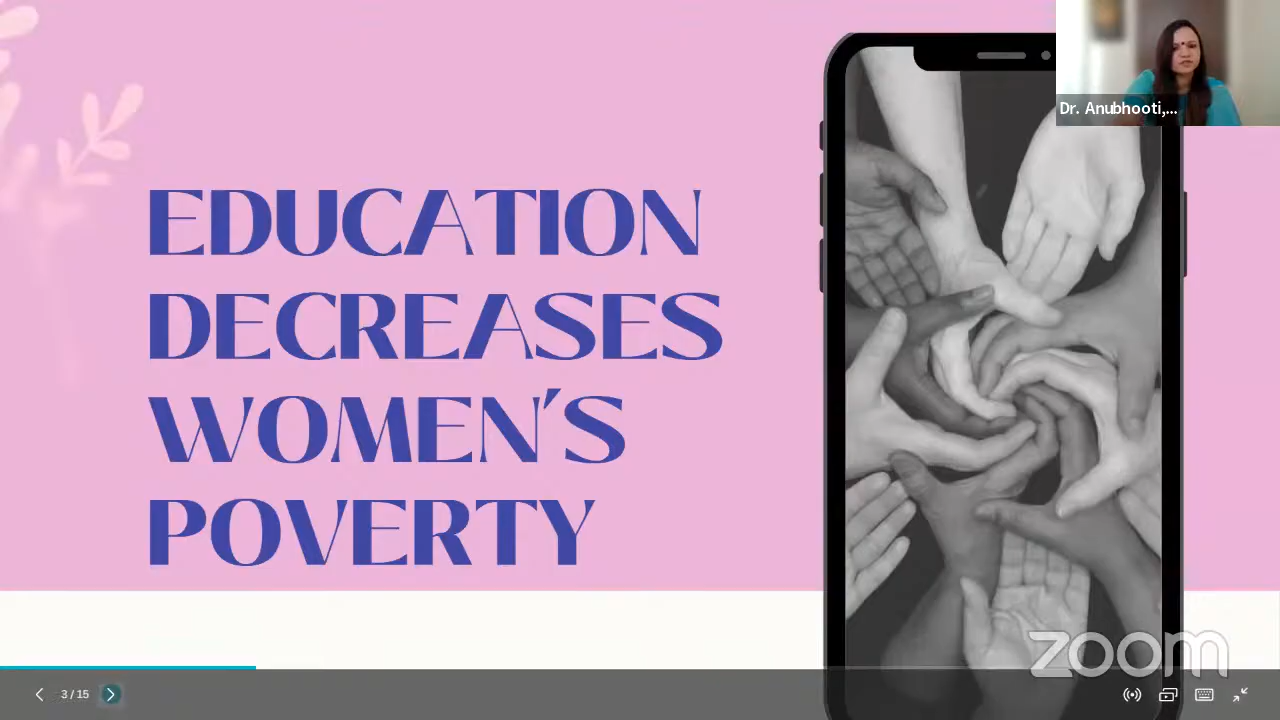 EDUCATION
DECREASES
WOMEN'S
POVERTY
Dr. Anubhooti,...
zoom
3 / 15